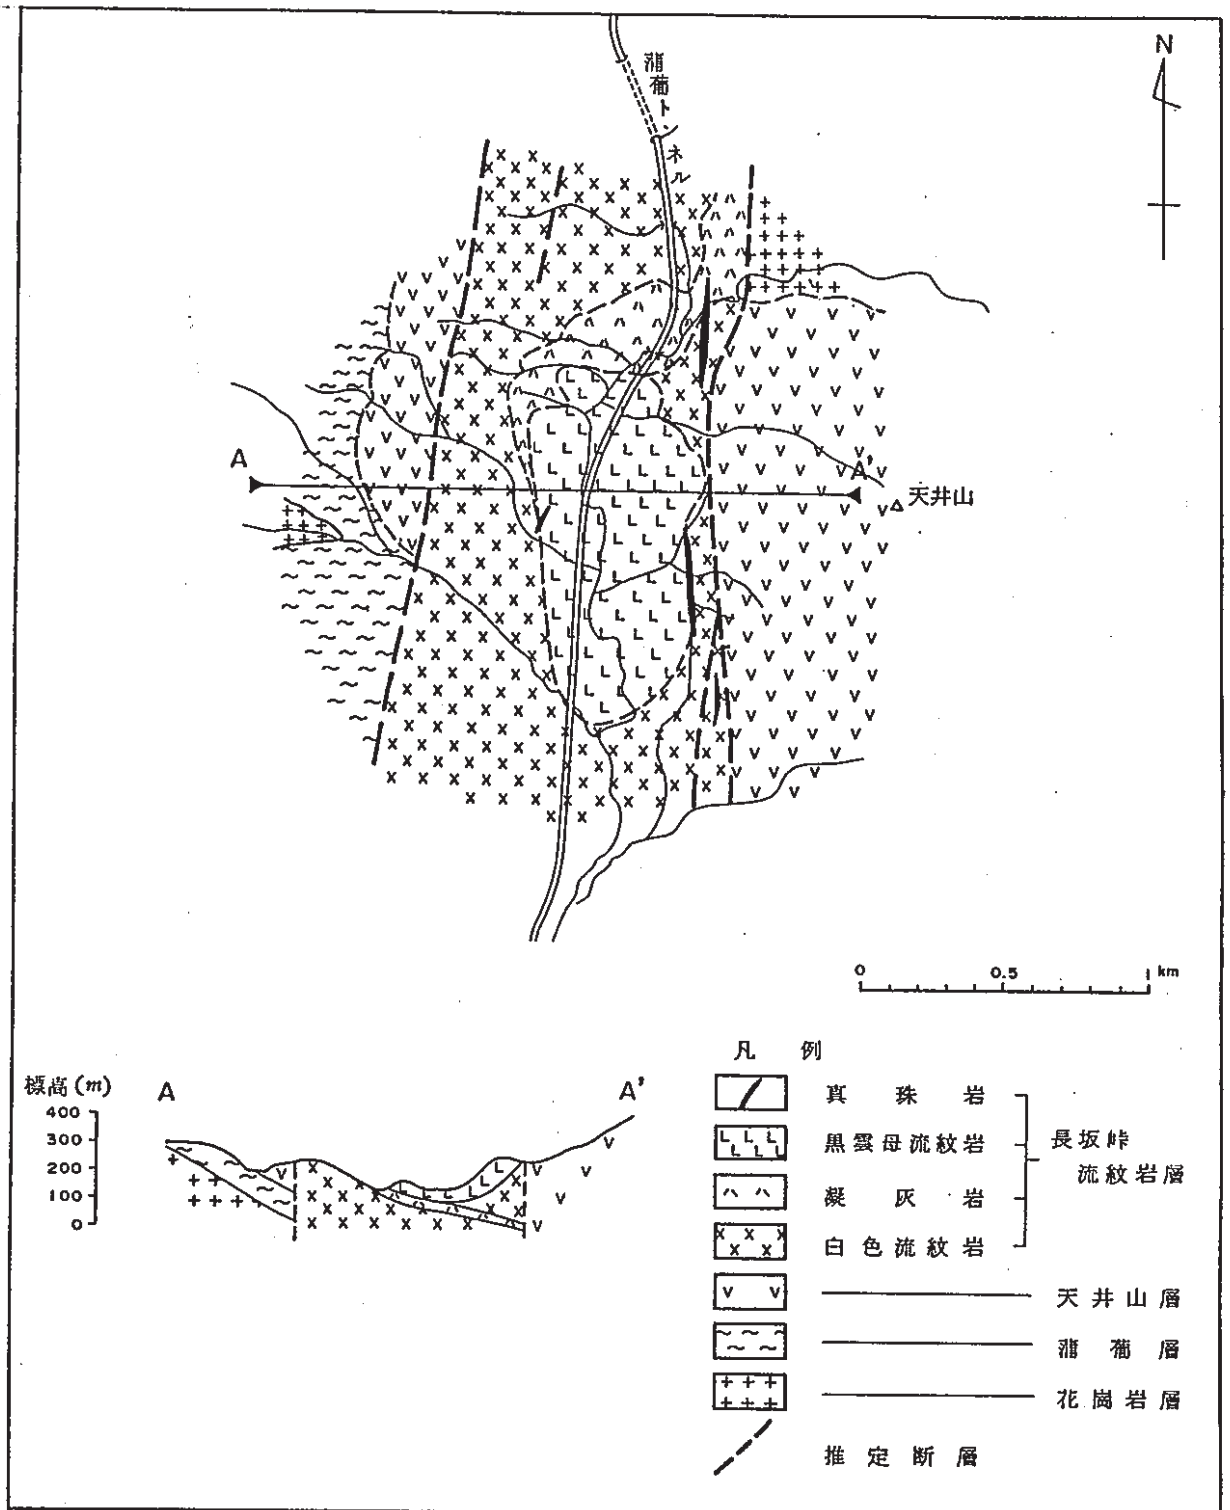 N
蒲萄トンネル
A
A'
天井山
0 0.5 1 km
標高(m)
400
300
200
100
0
A
A'
凡例
真珠岩
黒雲母流紋岩
凝灰岩
白色流紋岩
長坂峠
流紋岩層
天井山層
蒲萄層
花崗岩層
推定断層